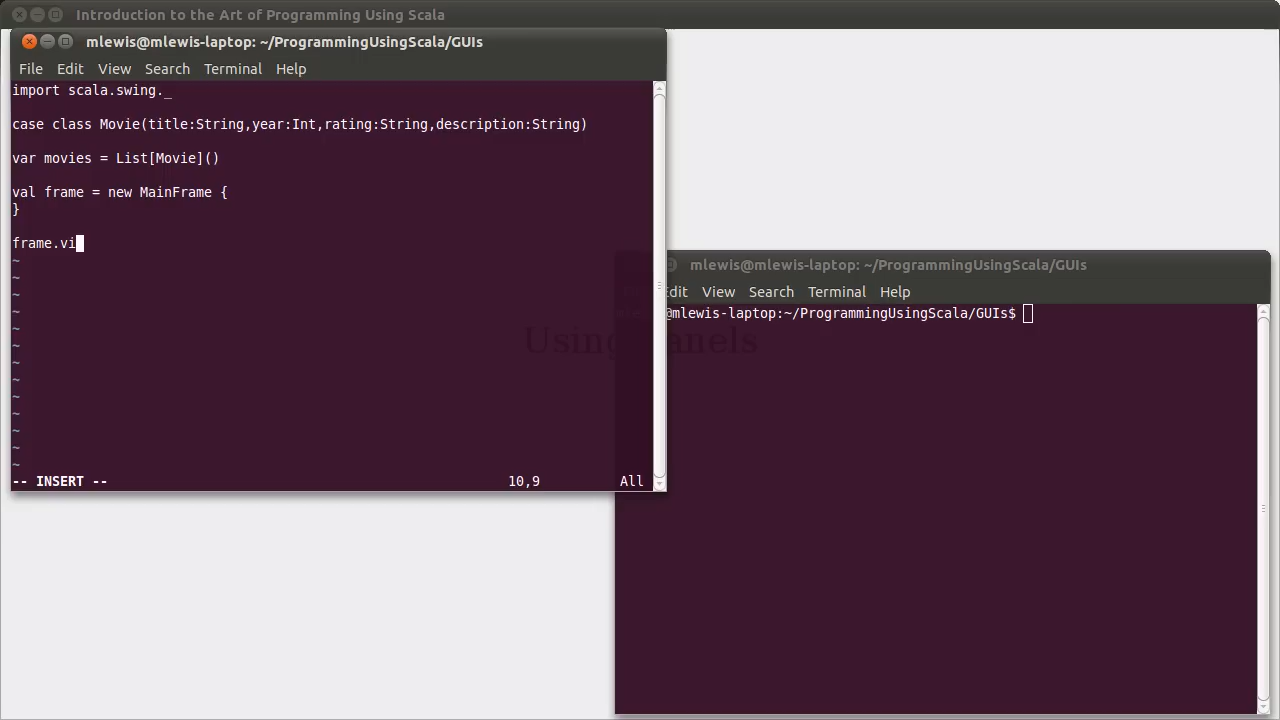 Introduction to the Art of Programming Using Scala
mlewis@mlewis-laptop: ~/ProgrammingUsingScala/GUIs
File Edit View Search Terminal Help
import scala.swing._
case class Movie(title:String,year:Int,rating:String,description:String)
var movies = List[Movie]()
val frame = new MainFrame {
}
frame.vi
~
~
~
~
~
~
~
~
~
~
~
~
~
-- INSERT -- 10,9 All
mlewis@mlewis-laptop: ~/ProgrammingUsingScala/GUIs
Edit View Search Terminal Help
@mlewis-laptop:~/ProgrammingUsingScala/GUIs$
Using Panels